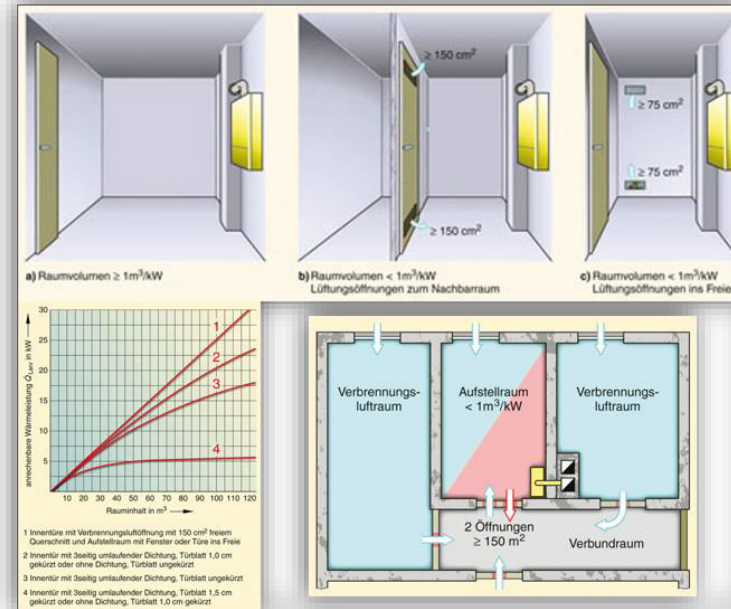 ≥ 150 cm²
≥ 150 cm²
≥ 75 cm²
≥ 75 cm²
a) Raumvolumen ≥ 1m³/kW
b) Raumvolumen < 1m³/kW
Lüftungsöffnungen zum Nachbarraum
c) Raumvolumen < 1m³/kW
Lüftungsöffnungen ins Freie
anrechenbare Wärmeleistung Q̇Lanr in kW
30
25
20
15
10
5
1
2
3
4
10 20 30 40 50 60 70 80 90 100 110 120
Rauminhalt in m³
1 Innentüre mit Verbrennungsluftöffnung mit 150 cm² freiem
Querschnitt und Aufstellraum mit Fenster oder Türe ins Freie
2 Innentür mit 3seitig umlaufender Dichtung, Türblatt 1,0 cm
gekürzt oder ohne Dichtung, Türblatt ungekürzt
3 Innentür mit 3seitig umlaufender Dichtung, Türblatt ungekürzt
4 Innentür mit 3seitig umlaufender Dichtung, Türblatt 1,5 cm
gekürzt oder ohne Dichtung, Türblatt 1,0 cm gekürzt
Verbrennungs-
luftraum
Aufstellraum
< 1m³/kW
Verbrennungs-
luftraum
2 Öffnungen
≥ 150 m²
Verbundraum